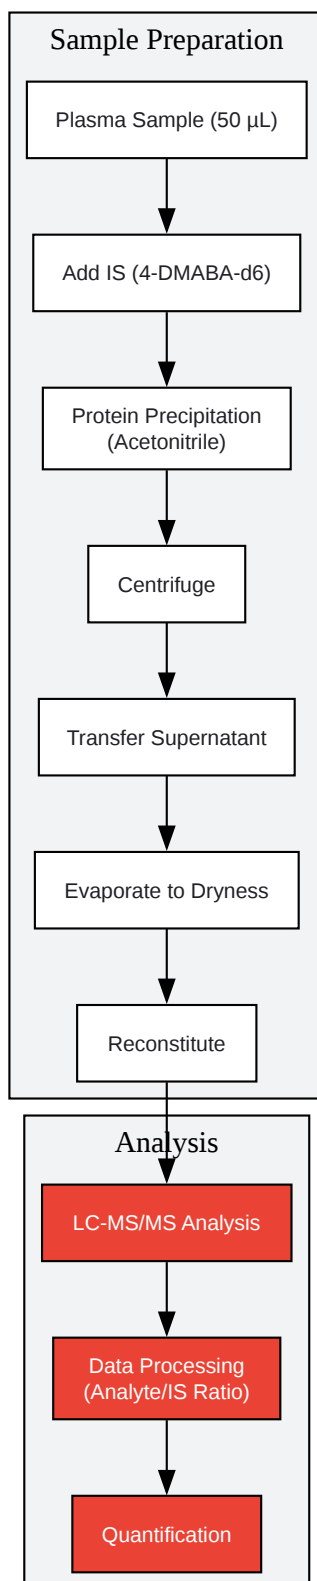 Sample Preparation
Plasma Sample (50 µL)
Add IS (4-DMABA-d6)
Protein Precipitation
(Acetonitrile)
Centrifuge
Transfer Supernatant
Evaporate to Dryness
Reconstitute
Analysis
LC-MS/MS Analysis
Data Processing
(Analyte/IS Ratio)
Quantification